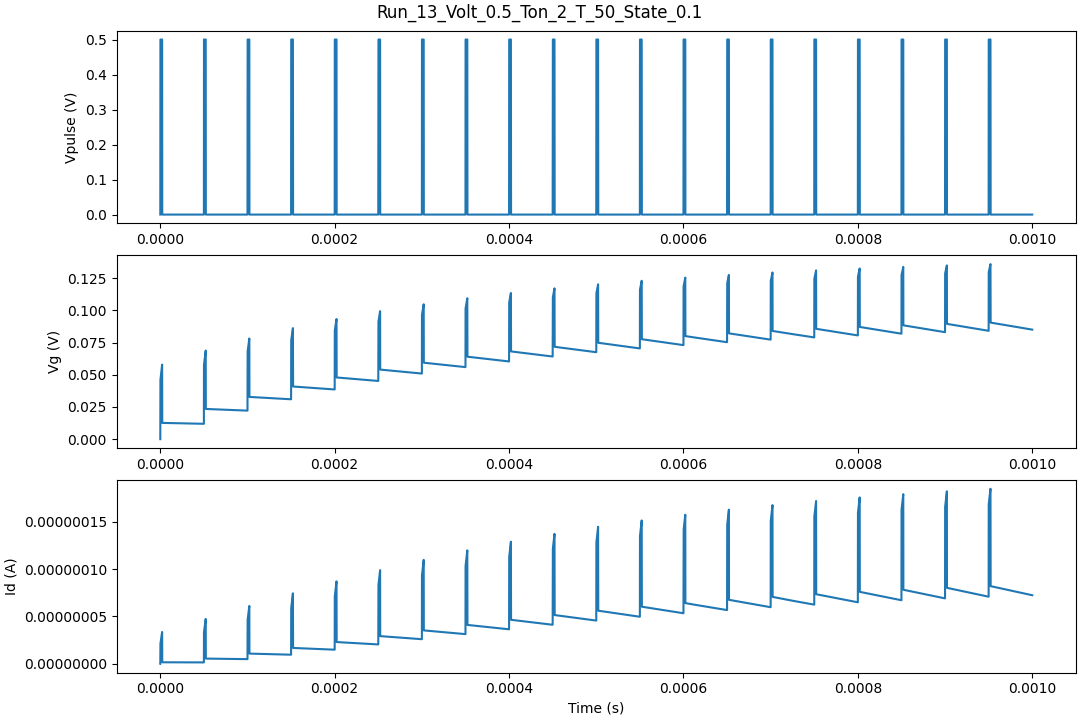 Run_13_Volt_0.5_Ton_2_T_50_State_0.1
Vpulse (V)
0.5
0.4
0.3
0.2
0.1
0.0
0.0000 0.0002 0.0004 0.0006 0.0008 0.0010
Vg (V)
0.125
0.100
0.075
0.050
0.025
0.000
0.0000 0.0002 0.0004 0.0006 0.0008 0.0010
Id (A)
0.00000015
0.00000010
0.00000005
0.00000000
0.0000 0.0002 0.0004 0.0006 0.0008 0.0010
Time (s)